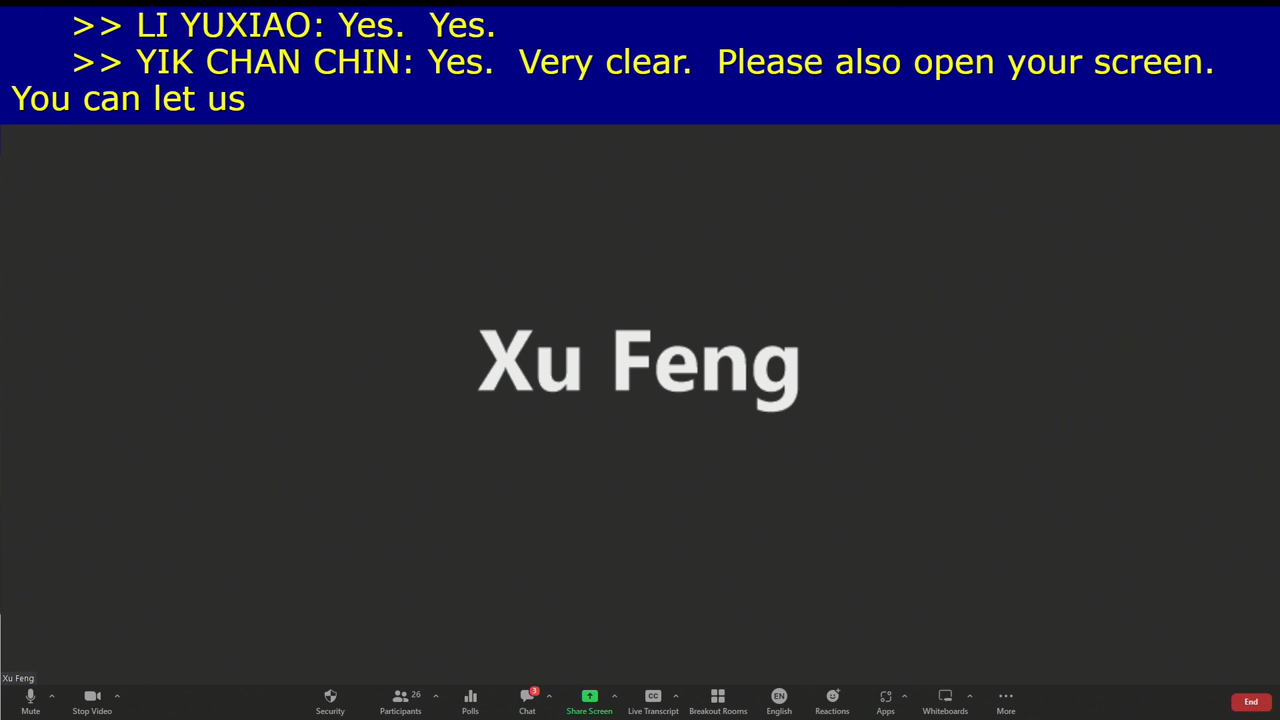 >> LI YUXIAO: Yes.  Yes.
>> YIK CHAN CHIN: Yes.  Very clear.  Please also open your screen.
You can let us
Xu Feng
Xu Feng
Mute
Stop Video
Security
Participants
26
Polls
Chat
3
Share Screen
CC
Live Transcript
Breakout Rooms
EN
English
Reactions
Apps
Whiteboards
More
End